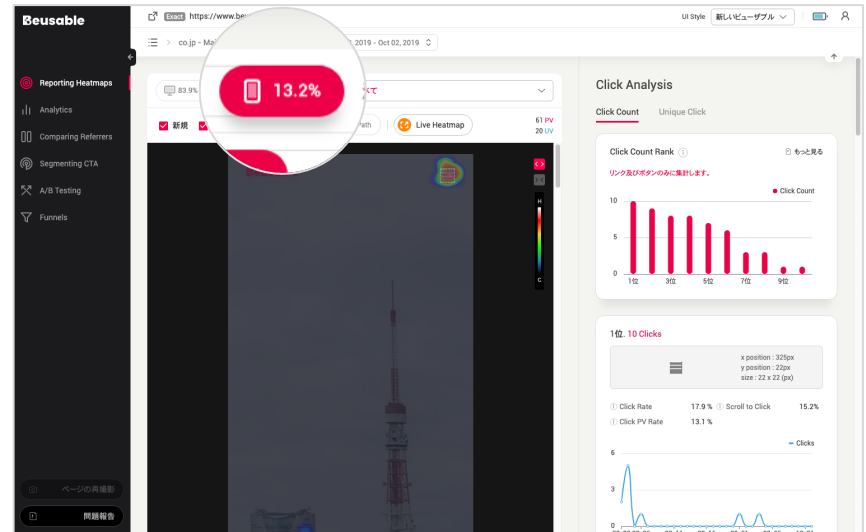 Beusable
Exact https://www.be
UI Style 新しいビューザブル
co.jp - Mai
, 2019 - Oct 02, 2019
Reporting Heatmaps
Analytics
Comparing Referrers
Segmenting CTA
A/B Testing
Funnels
ページの再撮影
問題報告
83.9%
13.2%
べて
新規
Path
Live Heatmap
61 PV
20 UV
H
C
Click Analysis
Click Count
Unique Click
Click Count Rank
もっと見る
リンク及びボタンのみに集計します。
Click Count
10
5
0
1位 3位 5位 7位 9位
1位. 10 Clicks
x position : 325px
y position : 22px
size : 22 x 22 (px)
Click Rate 17.9 % Scroll to Click 15.2%
Click PV Rate 13.1 %
Clicks
6
3
0